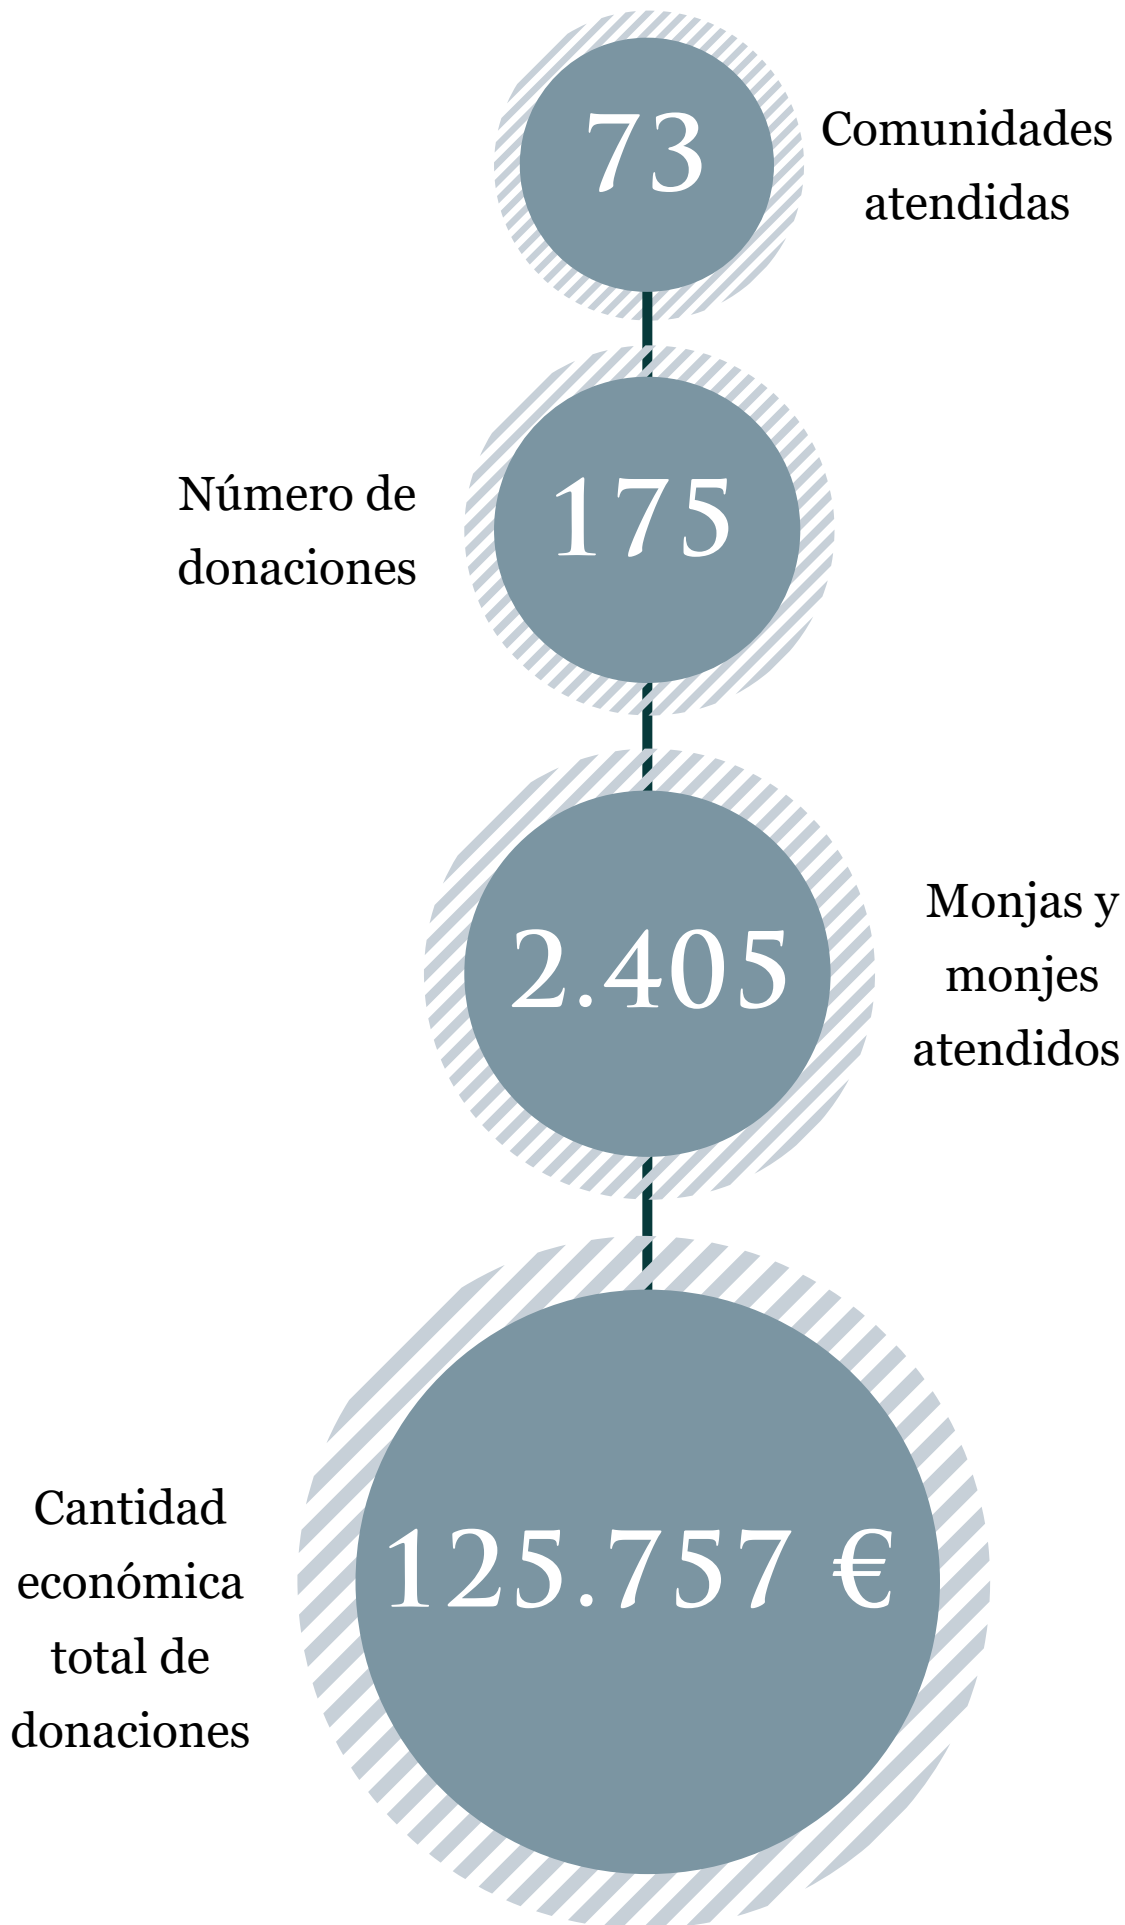 73
Comunidades
atendidas
Número de
donaciones
175
2.405
Monjas y
monjes
atendidos
Cantidad
económica
total de
donaciones
125.757 €